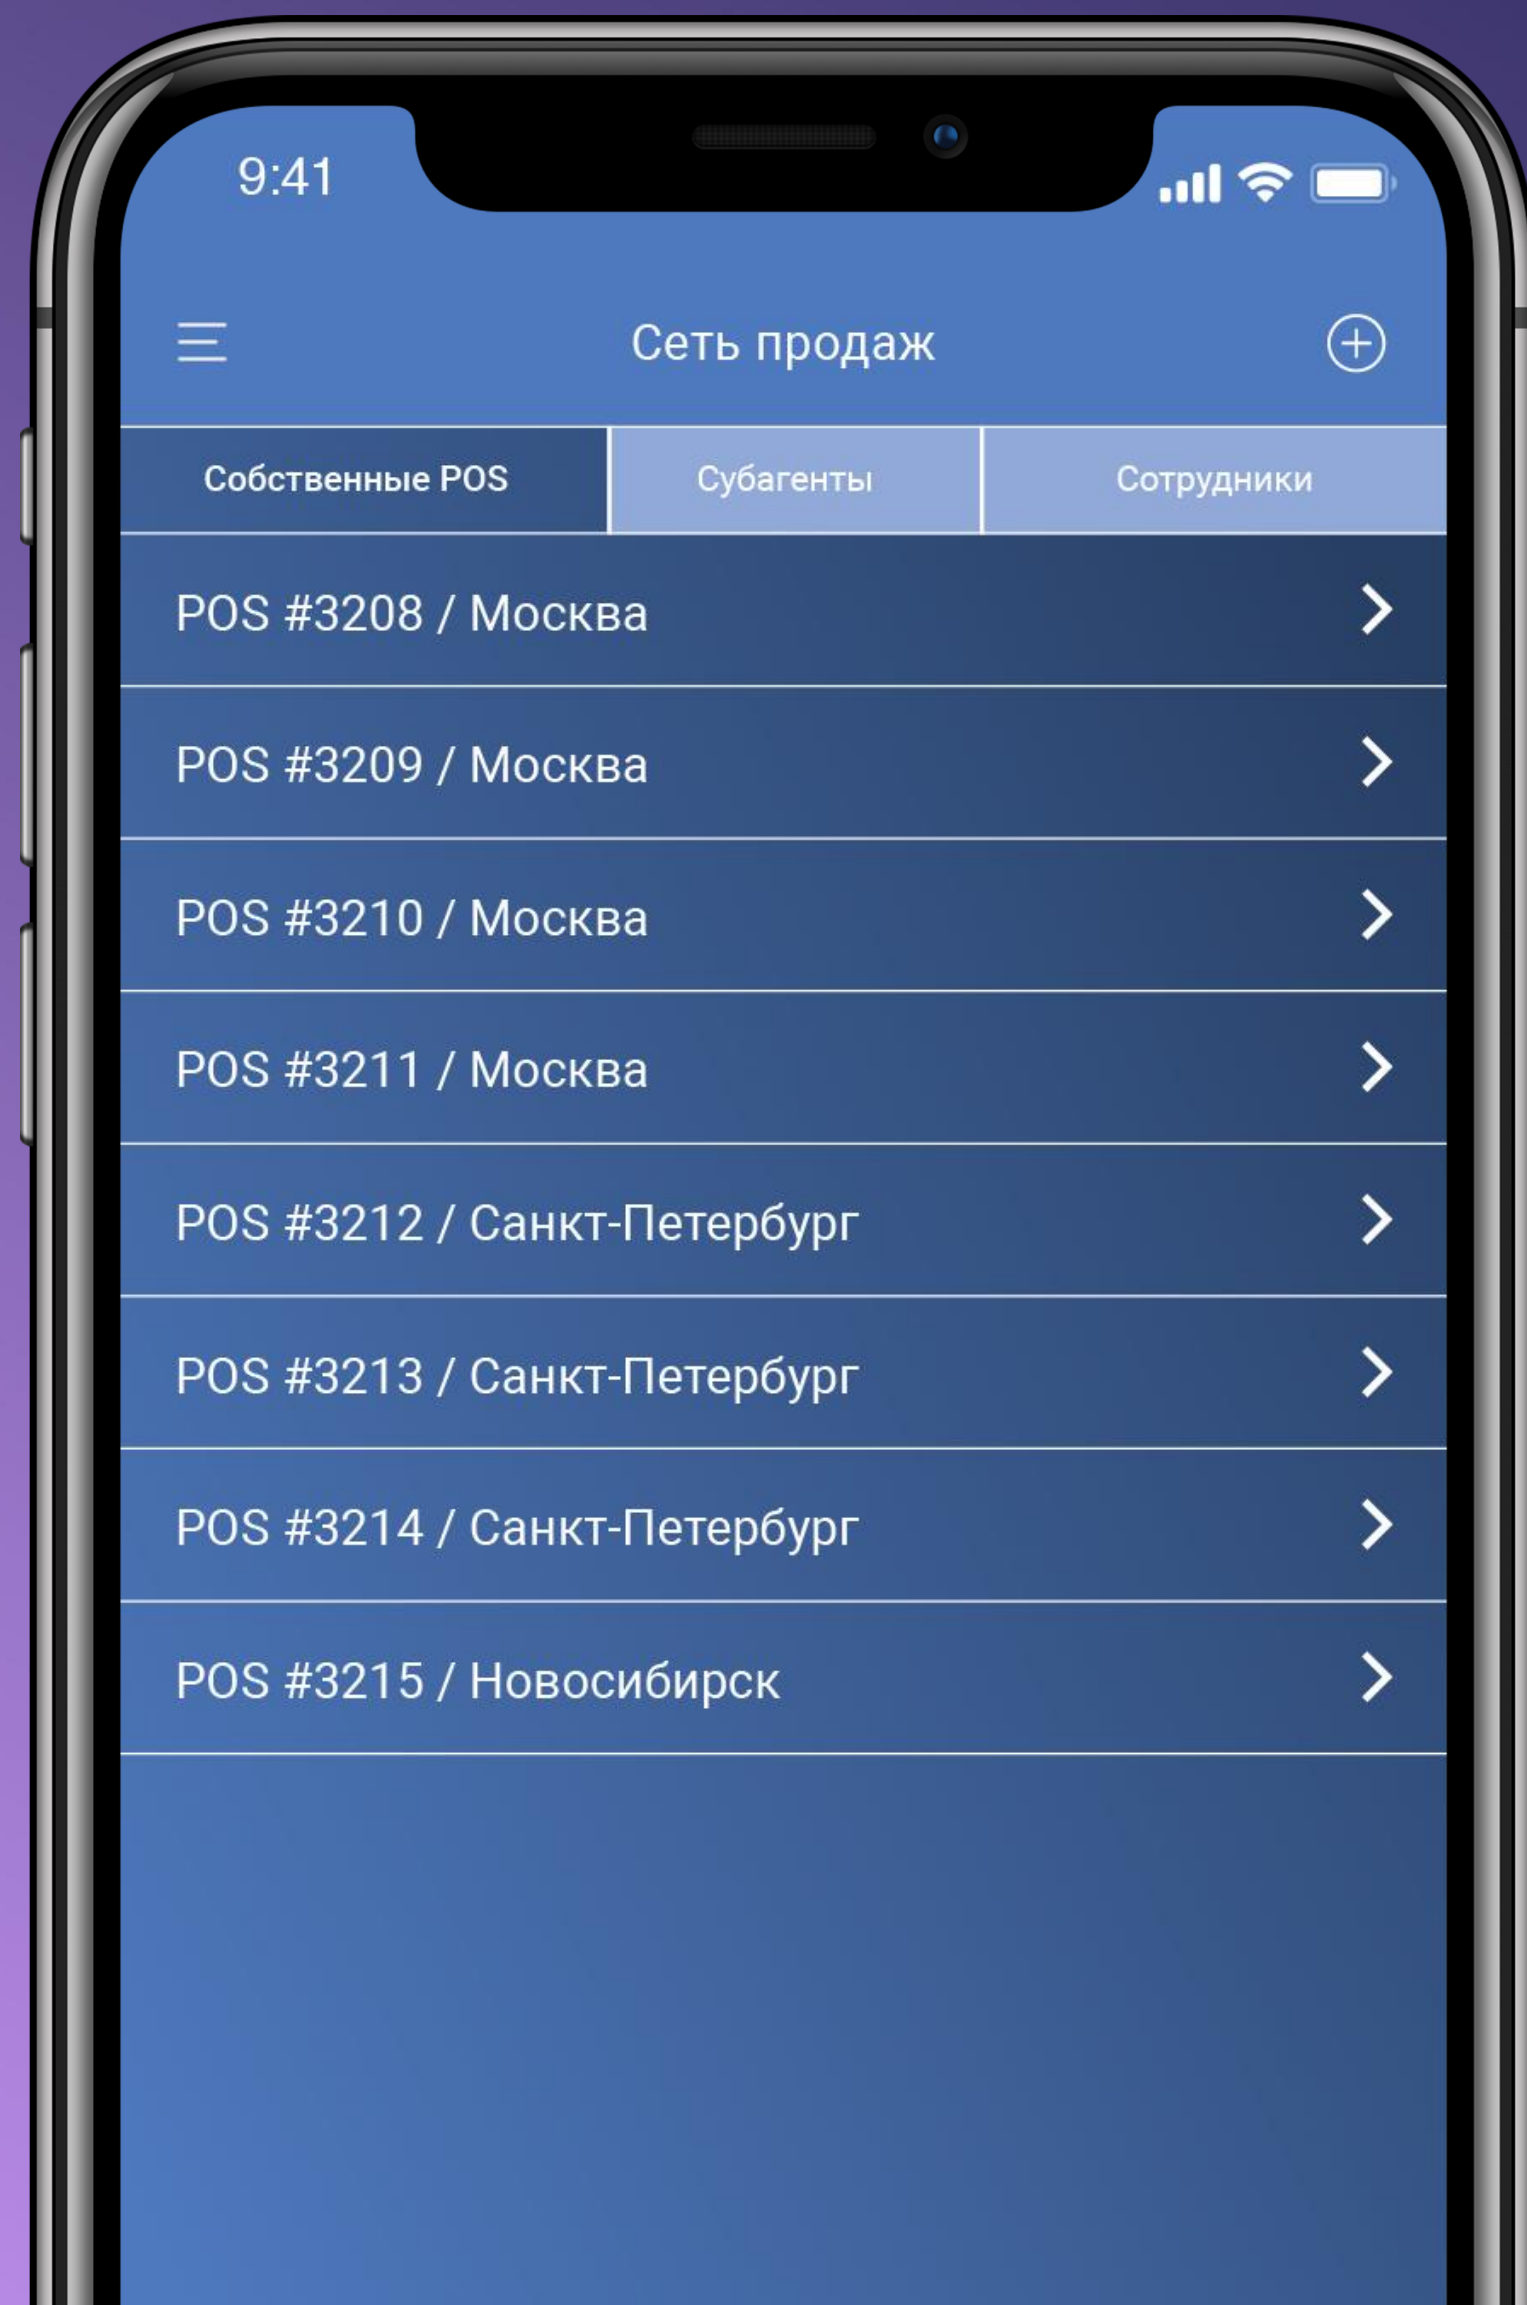 9:41
Сеть продаж
Собственные POS
Субагенты
Сотрудники
POS #3208 / Москва
POS #3209 / Москва
POS #3210 / Москва
POS #3211 / Москва
POS #3212 / Санкт-Петербург
POS #3213 / Санкт-Петербург
POS #3214 / Санкт-Петербург
POS #3215 / Новосибирск